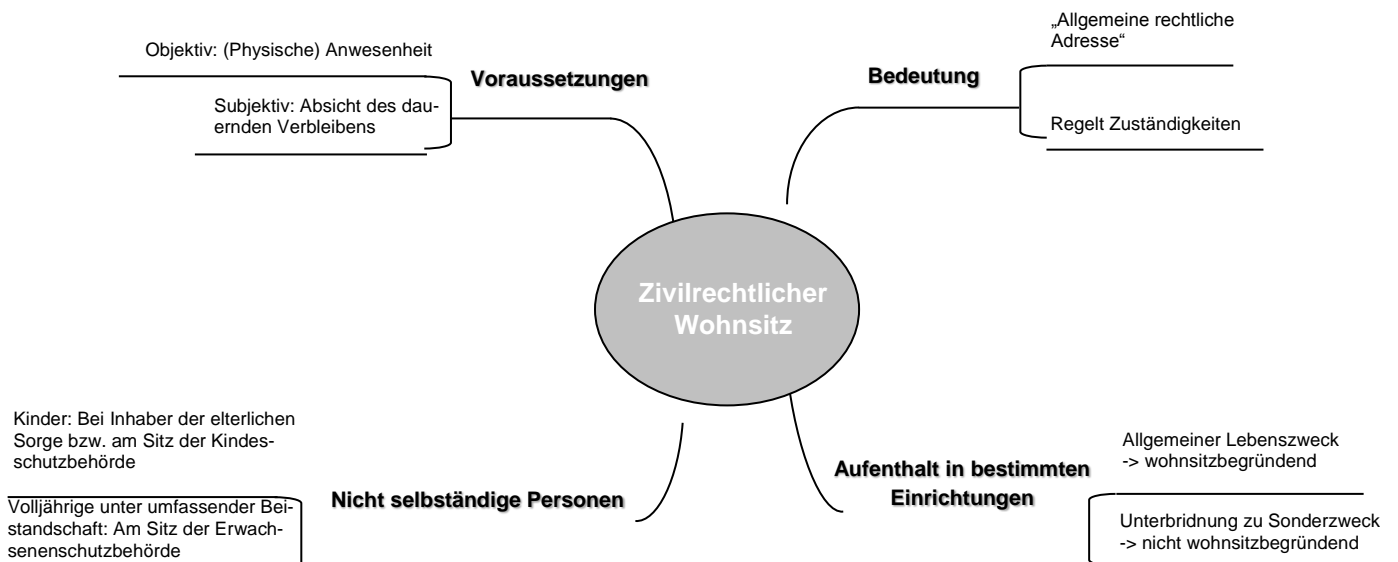 Objektiv: (Physische) Anwesenheit
Voraussetzungen
Subjektiv: Absicht des dau-
ernden Verbleibens
„Allgemeine rechtliche
Adresse“
Bedeutung
Regelt Zuständigkeiten
Zivilrechtlicher
Wohnsitz
Kinder: Bei Inhaber der elterlichen
Sorge bzw. am Sitz der Kindes-
schutzbehörde
Nicht selbständige Personen
Volljährige unter umfassender Bei-
standschaft: Am Sitz der Erwach-
senenschutzbehörde
Allgemeiner Lebenszweck
-> wohnsitzbegründend
Aufenthalt in bestimmten
Einrichtungen
Unterbridnung zu Sonderzweck
-> nicht wohnsitzbegründend